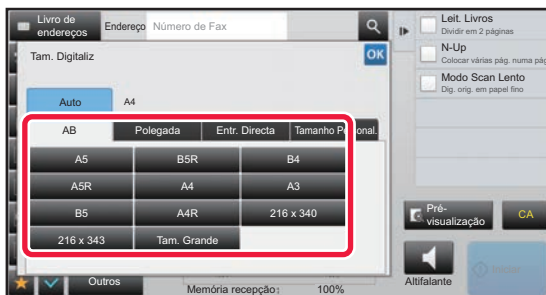 Livro de
endereços
Endereço
Número de Fax
Tam. Digitaliz
OK
Auto
A4
AB
Polegada
Entr. Directa
A5
B5R
B4
A5R
A4
A3
B5
A4R
216 x 340
216 x 343
Tam. Grande
Outros
Memória recepção:
100%
Leit. Livros
Dividir em 2 páginas
N-Up
Colocar várias pág. numa pág
Modo Scan Lento
Dig. orig. em papel fino
Pré-
visualização
CA
Altifalante